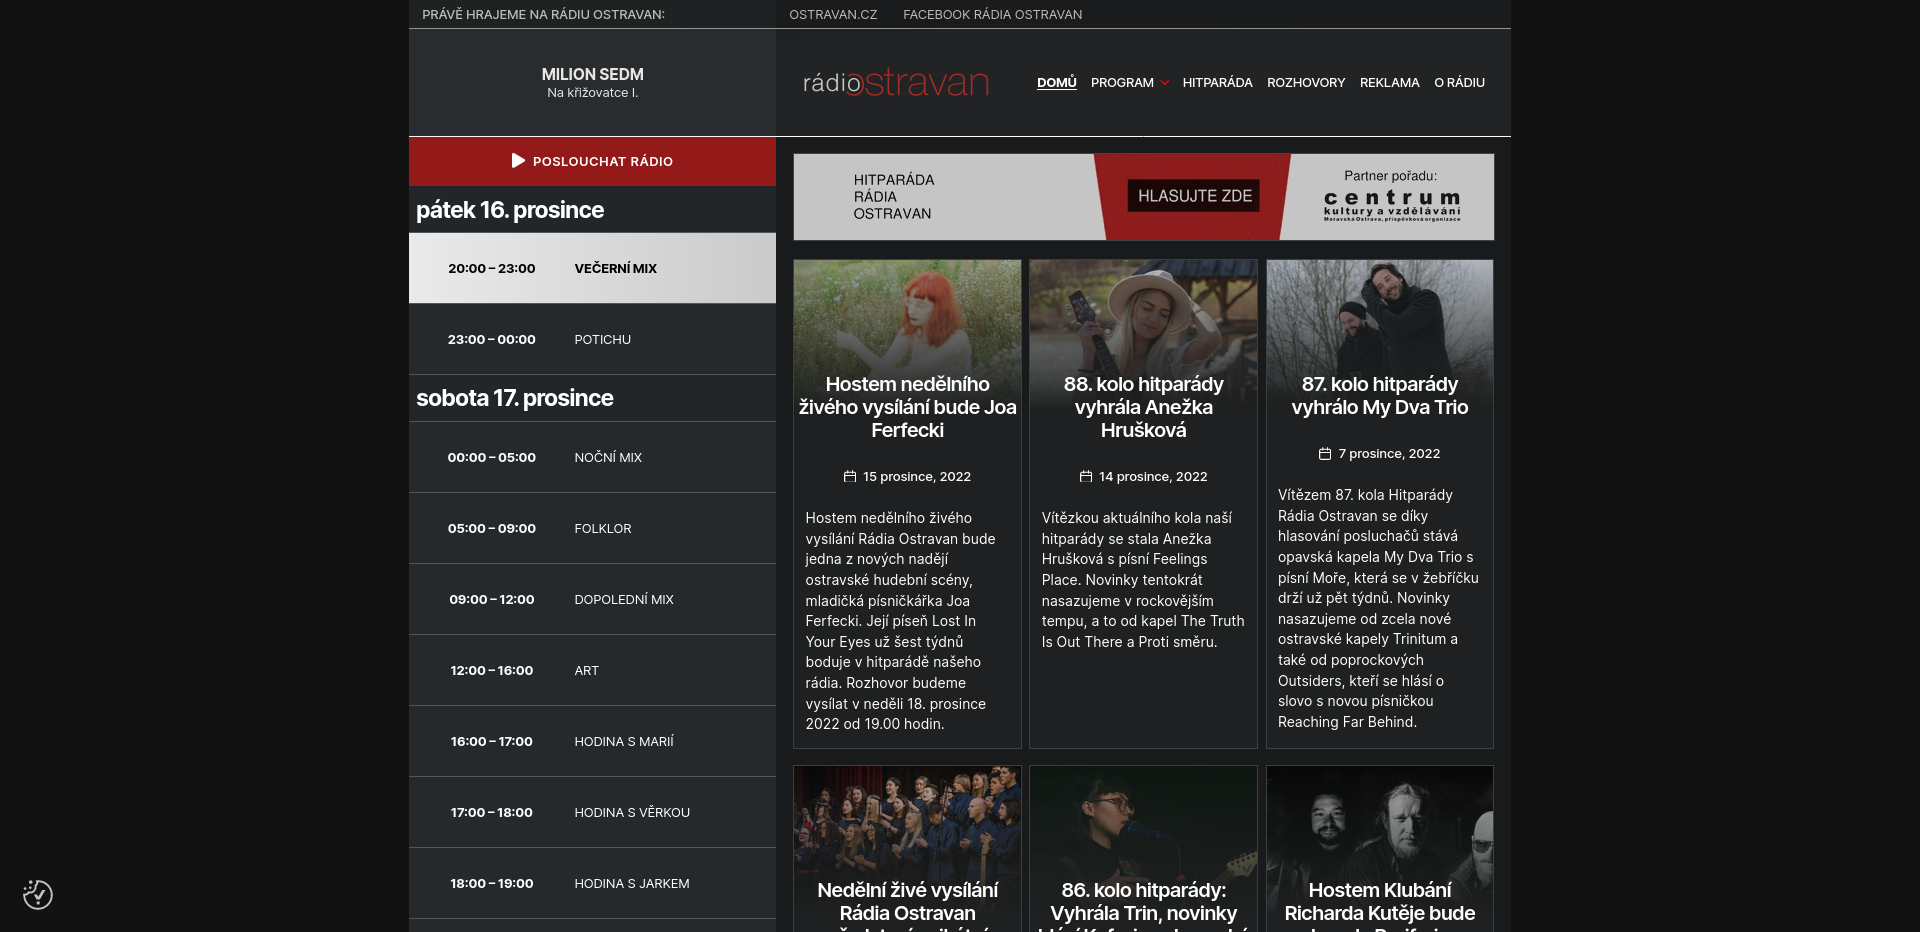 PRÁVĚ HRAJEME NA RÁDIU OSTRAVAN:
OSTRAVAN.CZ
FACEBOOK RÁDIA OSTRAVAN
MILION SEDM
Na křižovatce I.
rádiostravan
DOMŮ
PROGRAM
HITPARÁDA
ROZHOVORY
REKLAMA
O RÁDIU
POSLOUCHAT RÁDIO
pátek 16. prosince
20:00 – 23:00 VEČERNÍ MIX
23:00 – 00:00 POTICHU
sobota 17. prosince
00:00 – 05:00 NOČNÍ MIX
05:00 – 09:00 FOLKLOR
09:00 – 12:00 DOPOLEDNÍ MIX
12:00 – 16:00 ART
16:00 – 17:00 HODINA S MARIÍ
17:00 – 18:00 HODINA S VĚRKOU
18:00 – 19:00 HODINA S JARKEM
HITPARÁDA
RÁDIA
OSTRAVAN
HLASUJTE ZDE
Partner pořadu:
centrum
kultury a vzdělávání
Moravská Ostrava, příspěvková organizace
Hostem nedělního
živého vysílání bude Joa
Ferfecki
15 prosince, 2022
Hostem nedělního živého
vysílání Rádia Ostravan bude
jedna z nových nadějí
ostravské hudební scény,
mladičká písničkářka Joa
Ferfecki. Její píseň Lost In
Your Eyes už šest týdnů
boduje v hitparádě našeho
rádia. Rozhovor budeme
vysílat v neděli 18. prosince
2022 od 19.00 hodin.
88. kolo hitparády
vyhrála Anežka
Hrušková
14 prosince, 2022
Vítězkou aktuálního kola naší
hitparády se stala Anežka
Hrušková s písní Feelings
Place. Novinky tentokrát
nasazujeme v rockovějším
tempu, a to od kapel The Truth
Is Out There a Proti směru.
87. kolo hitparády
vyhrálo My Dva Trio
7 prosince, 2022
Vítězem 87. kola Hitparády
Rádia Ostravan se díky
hlasování posluchačů stává
opavská kapela My Dva Trio s
písní Moře, která se v žebříčku
drží už pět týdnů. Novinky
nasazujeme od zcela nové
ostravské kapely Trinitum a
také od poprockových
Outsiders, kteří se hlásí o
slovo s novou písničkou
Reaching Far Behind.
Nedělní živé vysílání
Rádia Ostravan
86. kolo hitparády:
Vyhrála Trin, novinky
Hostem Klubání
Richarda Kutěje bude